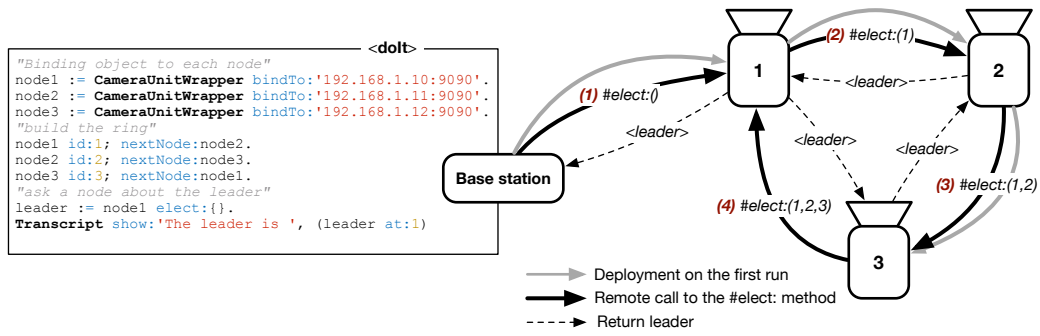 <doIt>
"Binding object to each node"
node1 := CameraUnitWrapper bindTo:'192.168.1.10:9090'.
node2 := CameraUnitWrapper bindTo:'192.168.1.11:9090'.
node3 := CameraUnitWrapper bindTo:'192.168.1.12:9090'.
"build the ring"
node1 id:1; nextNode:node2.
node2 id:2; nextNode:node3.
node3 id:3; nextNode:node1.
"ask a node about the leader"
leader := node1 elect:{}.
Transcript show:'The leader is ', (leader at:1)
Base station
(1) #elect:()
<leader>
1
(2) #elect:(1)
<leader>
2
<leader>
<leader>
(3) #elect:(1,2)
(4) #elect:(1,2,3)
3
Deployment on the first run
Remote call to the #elect: method
Return leader